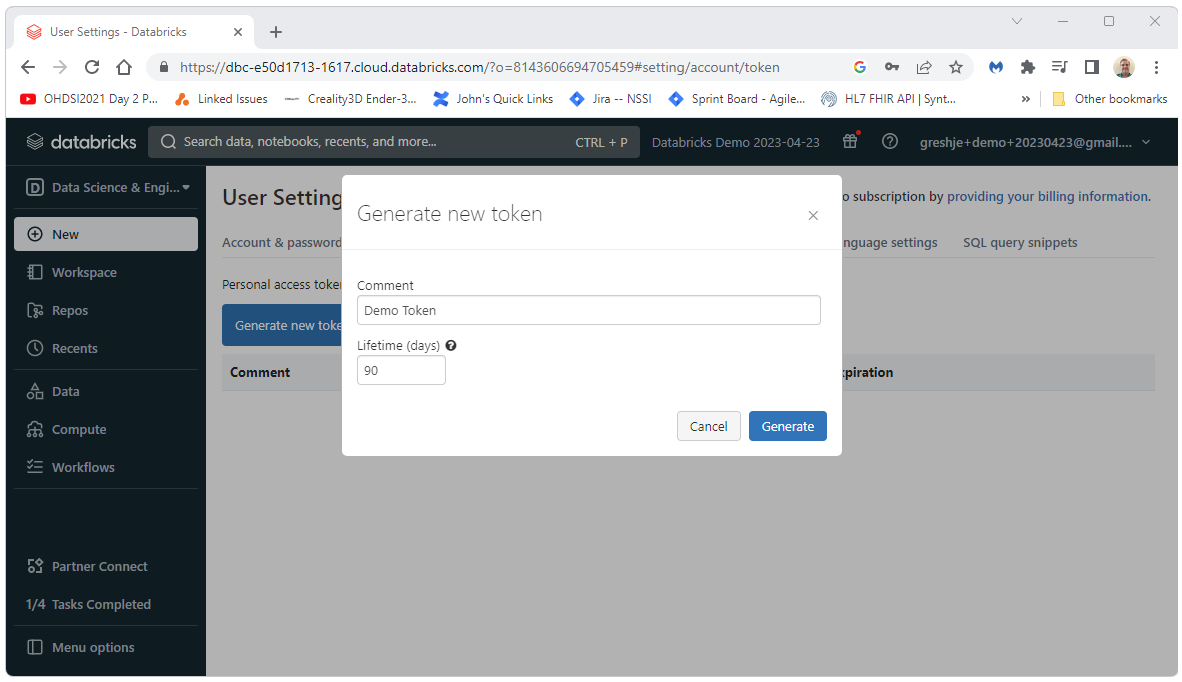 User Settings - Databricks
https://dbc-e50d1713-1617.cloud.databricks.com/?o=8143606694705459#setting/account/token
OHDSI2021 Day 2 P... Linked Issues Creality3D Ender-3... John's Quick Links Jira -- NSSI Sprint Board - Agile... HL7 FHIR API | Synt... » Other bookmarks
databricks Search data, notebooks, recents, and more... CTRL + P Databricks Demo 2023-04-23 greshje+demo+20230423@gmail....
D Data Science & Engi...
New
Workspace
Repos
Recents
Data
Compute
Workflows
Partner Connect
1/4 Tasks Completed
Menu options
User Setting
o subscription by providing your billing information.
Account & password
nguage settings SQL query snippets
Personal access toke
Generate new toke
Comment
xpiration
Generate new token
Comment
Demo Token
Lifetime (days)
90
Cancel Generate